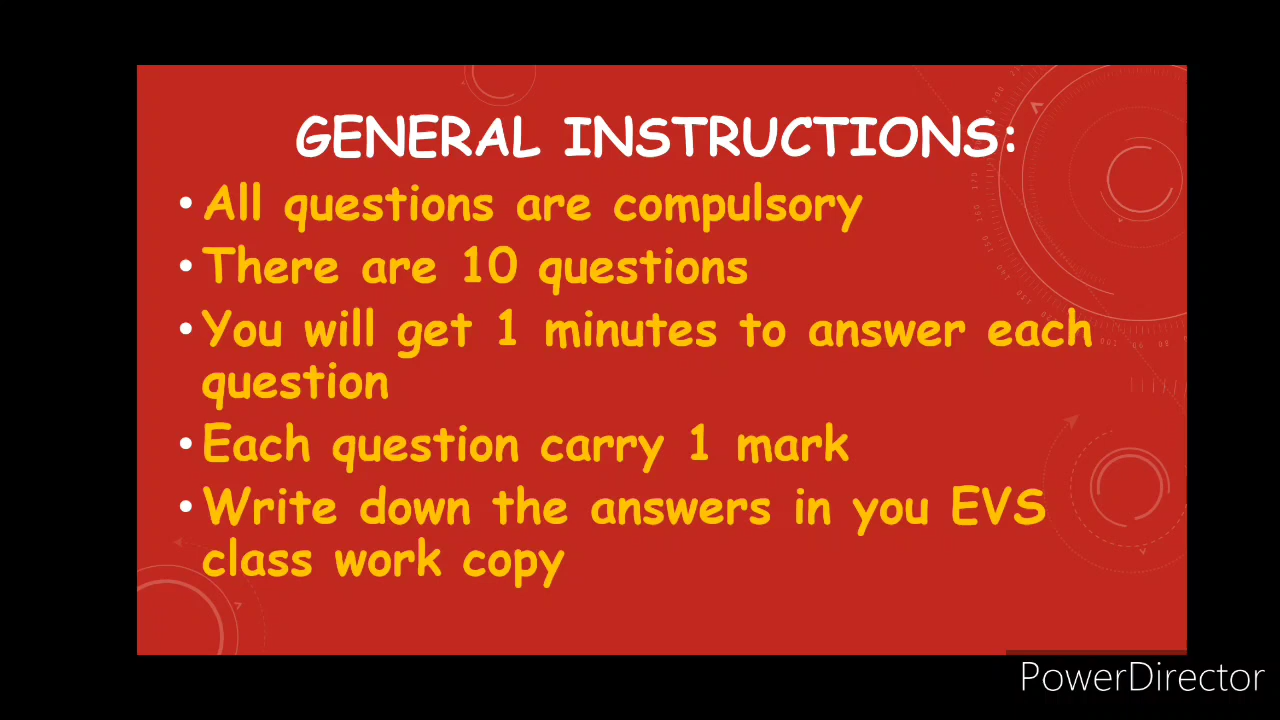 GENERAL INSTRUCTIONS:
• All questions are compulsory
• There are 10 questions
• You will get 1 minutes to answer each
question
• Each question carry 1 mark
• Write down the answers in you EVS
class work copy
PowerDirector